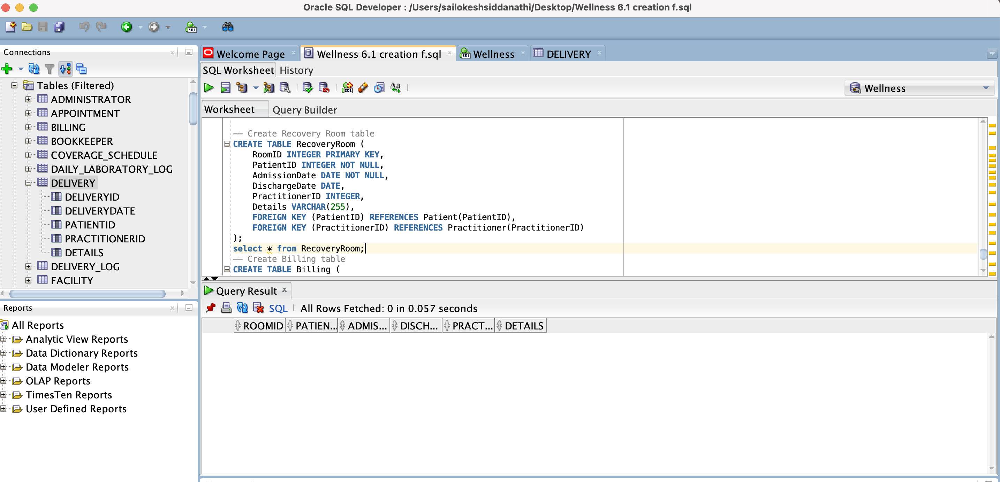 Oracle SQL Developer : /Users/sailokeshsiddanathi/Desktop/Wellness 6.1 creation f.sql
Connections
Tables (Filtered)
ADMINISTRATOR
APPOINTMENT
BILLING
BOOKKEEPER
COVERAGE_SCHEDULE
DAILY_LABORATORY_LOG
DELIVERY
DELIVERYID
DELIVERYDATE
PATIENTID
PRACTITIONERID
DETAILS
DELIVERY_LOG
FACILITY
Reports
All Reports
Analytic View Reports
Data Dictionary Reports
Data Modeler Reports
OLAP Reports
TimesTen Reports
User Defined Reports
Welcome Page
Wellness 6.1 creation f.sql
Wellness
DELIVERY
SQL Worksheet
History
Wellness
Worksheet
Query Builder
-- Create Recovery Room table
CREATE TABLE RecoveryRoom (
RoomID INTEGER PRIMARY KEY,
PatientID INTEGER NOT NULL,
AdmissionDate DATE NOT NULL,
DischargeDate DATE,
PractitionerID INTEGER,
Details VARCHAR(255),
FOREIGN KEY (PatientID) REFERENCES Patient(PatientID),
FOREIGN KEY (PractitionerID) REFERENCES Practitioner(PractitionerID)
);
select * from RecoveryRoom;
-- Create Billing table
CREATE TABLE Billing (
Query Result
SQL
All Rows Fetched: 0 in 0.057 seconds
ROOMID PATIEN... ADMIS... DISCH... PRACT... DETAILS